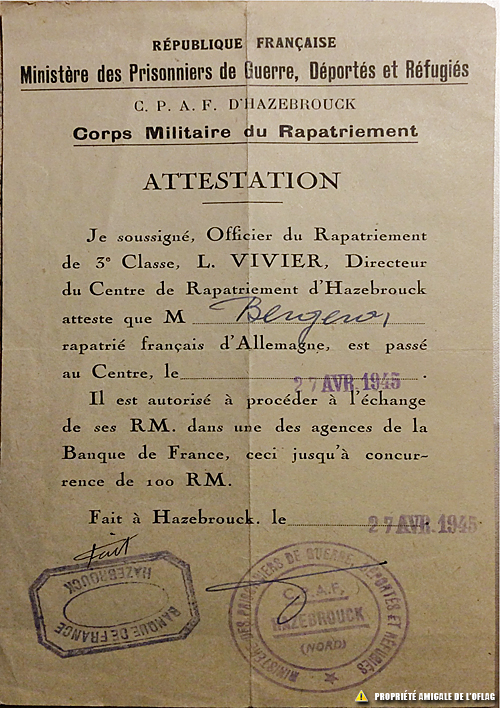 RÉPUBLIQUE FRANÇAISE
Ministère des Prisonniers de Guerre, Déportés et Réfugiés
C. P. A. F. D'HAZEBROUCK
Corps Militaire du Rapatriement
ATTESTATION
Je soussigné, Officier du Rapatriement
de 3e Classe, L. VIVIER, Directeur
du Centre de Rapatriement d'Hazebrouck
atteste que M
rapatrié français d'Allemagne, est passé
au Centre, le 27 AVR. 1945.
Il est autorisé à procéder à l'échange
de ses RM. dans une des agences de la
Banque de France, ceci jusqu'à concur-
rence de 100 RM.
Fait à Hazebrouck. le 27 AVR. 1945
Fait
BANQUE DE FRANCE
HAZEBROUCK
MINISTÈRE DES PRISONNIERS DE GUERRE, DÉPORTÉS ET RÉFUGIÉS
C.P.A.F.
HAZEBROUCK
(NORD)
PROPRIÉTÉ AMIGALE DE L'OFLAG